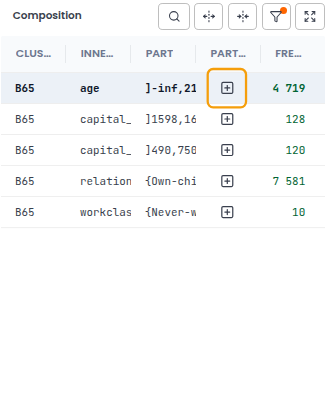 Composition
CLUS... INNE... PART PART... FRE...
B65 age ]-inf,21 4 719
B65 capital_ ]1598,16 128
B65 capital_ ]490,750 120
B65 relation {Own-chi 7 581
B65 workclas {Never-w 10